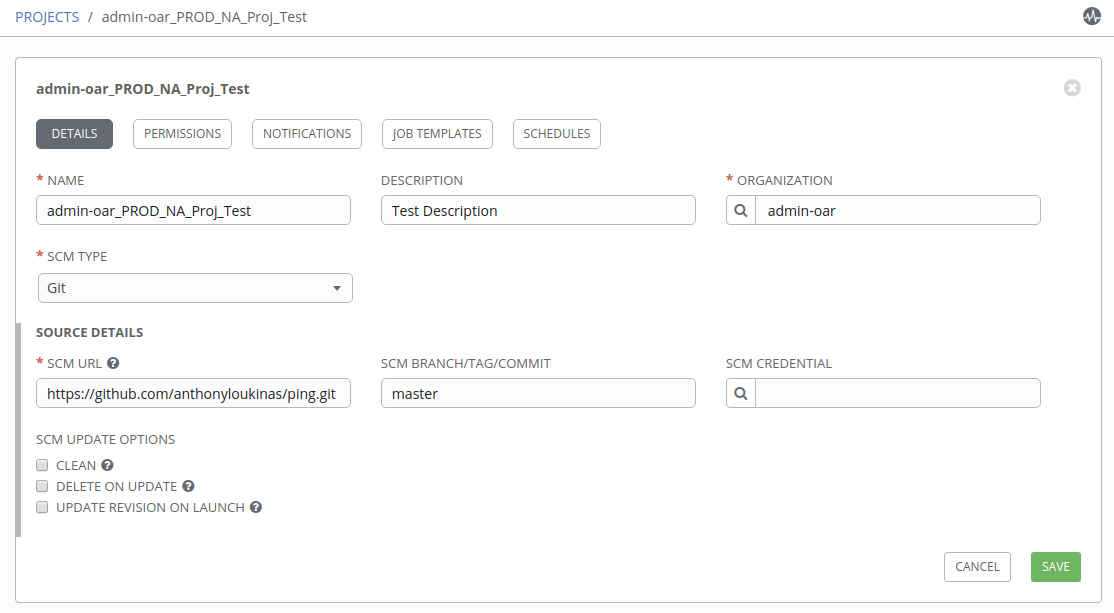 PROJECTS / admin-oar_PROD_NA_Proj_Test
admin-oar_PROD_NA_Proj_Test
DETAILS PERMISSIONS NOTIFICATIONS JOB TEMPLATES SCHEDULES
* NAME DESCRIPTION * ORGANIZATION
admin-oar_PROD_NA_Proj_Test Test Description admin-oar
* SCM TYPE
Git
SOURCE DETAILS
* SCM URL ? SCM BRANCH/TAG/COMMIT SCM CREDENTIAL
https://github.com/anthonyloukinas/ping.git master
SCM UPDATE OPTIONS
CLEAN ?
DELETE ON UPDATE ?
UPDATE REVISION ON LAUNCH ?
CANCEL SAVE